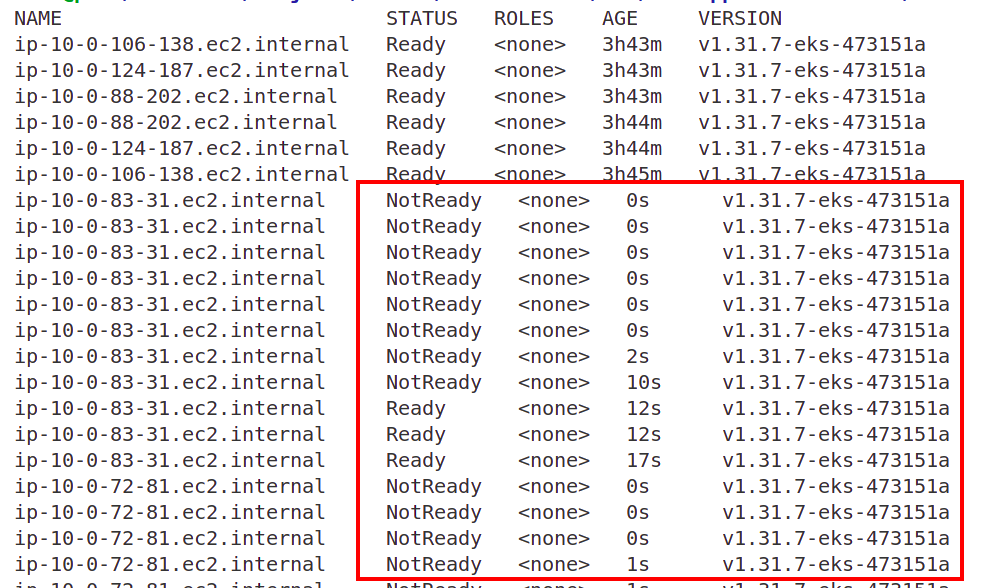 NAME STATUS ROLES AGE VERSION
ip-10-0-106-138.ec2.internal Ready <none> 3h43m v1.31.7-eks-473151a
ip-10-0-124-187.ec2.internal Ready <none> 3h43m v1.31.7-eks-473151a
ip-10-0-88-202.ec2.internal Ready <none> 3h43m v1.31.7-eks-473151a
ip-10-0-88-202.ec2.internal Ready <none> 3h44m v1.31.7-eks-473151a
ip-10-0-124-187.ec2.internal Ready <none> 3h44m v1.31.7-eks-473151a
ip-10-0-106-138.ec2.internal Ready <none> 3h45m v1.31.7-eks-473151a
ip-10-0-83-31.ec2.internal NotReady <none> 0s v1.31.7-eks-473151a
ip-10-0-83-31.ec2.internal NotReady <none> 0s v1.31.7-eks-473151a
ip-10-0-83-31.ec2.internal NotReady <none> 0s v1.31.7-eks-473151a
ip-10-0-83-31.ec2.internal NotReady <none> 0s v1.31.7-eks-473151a
ip-10-0-83-31.ec2.internal NotReady <none> 0s v1.31.7-eks-473151a
ip-10-0-83-31.ec2.internal NotReady <none> 0s v1.31.7-eks-473151a
ip-10-0-83-31.ec2.internal NotReady <none> 2s v1.31.7-eks-473151a
ip-10-0-83-31.ec2.internal NotReady <none> 10s v1.31.7-eks-473151a
ip-10-0-83-31.ec2.internal Ready <none> 12s v1.31.7-eks-473151a
ip-10-0-83-31.ec2.internal Ready <none> 12s v1.31.7-eks-473151a
ip-10-0-83-31.ec2.internal Ready <none> 17s v1.31.7-eks-473151a
ip-10-0-72-81.ec2.internal NotReady <none> 0s v1.31.7-eks-473151a
ip-10-0-72-81.ec2.internal NotReady <none> 0s v1.31.7-eks-473151a
ip-10-0-72-81.ec2.internal NotReady <none> 0s v1.31.7-eks-473151a
ip-10-0-72-81.ec2.internal NotReady <none> 1s v1.31.7-eks-473151a